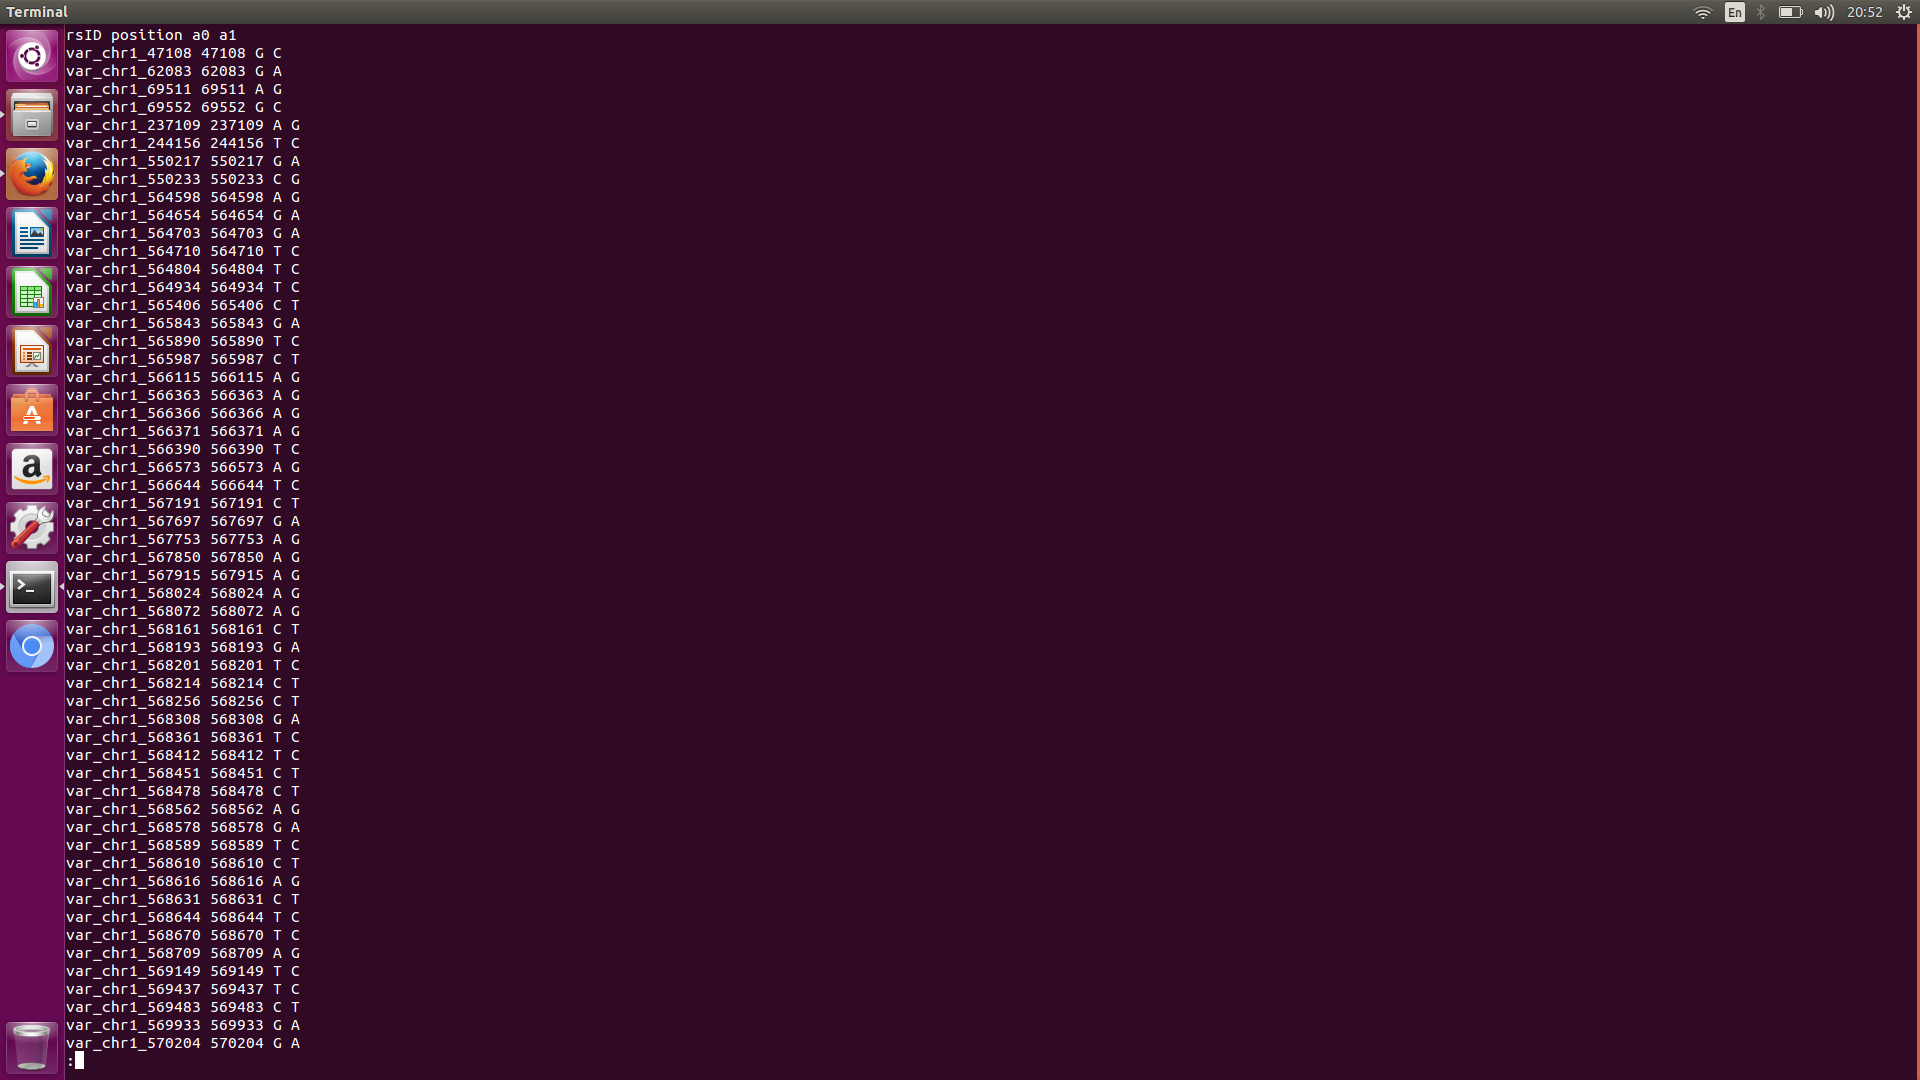 Terminal
En
20:52
rsID position a0 a1
var_chr1_47108 47108 G C
var_chr1_62083 62083 G A
var_chr1_69511 69511 A G
var_chr1_69552 69552 G C
var_chr1_237109 237109 A G
var_chr1_244156 244156 T C
var_chr1_550217 550217 G A
var_chr1_550233 550233 C G
var_chr1_564598 564598 A G
var_chr1_564654 564654 G A
var_chr1_564703 564703 G A
var_chr1_564710 564710 T C
var_chr1_564804 564804 T C
var_chr1_564934 564934 T C
var_chr1_565406 565406 C T
var_chr1_565843 565843 G A
var_chr1_565890 565890 T C
var_chr1_565987 565987 C T
var_chr1_566115 566115 A G
var_chr1_566363 566363 A G
var_chr1_566366 566366 A G
var_chr1_566371 566371 A G
var_chr1_566390 566390 T C
var_chr1_566573 566573 A G
var_chr1_566644 566644 T C
var_chr1_567191 567191 C T
var_chr1_567697 567697 G A
var_chr1_567753 567753 A G
var_chr1_567850 567850 A G
var_chr1_567915 567915 A G
var_chr1_568024 568024 A G
var_chr1_568072 568072 A G
var_chr1_568161 568161 C T
var_chr1_568193 568193 G A
var_chr1_568201 568201 T C
var_chr1_568214 568214 C T
var_chr1_568256 568256 C T
var_chr1_568308 568308 G A
var_chr1_568361 568361 T C
var_chr1_568412 568412 T C
var_chr1_568451 568451 C T
var_chr1_568478 568478 C T
var_chr1_568562 568562 A G
var_chr1_568578 568578 G A
var_chr1_568589 568589 T C
var_chr1_568610 568610 C T
var_chr1_568616 568616 A G
var_chr1_568631 568631 C T
var_chr1_568644 568644 T C
var_chr1_568670 568670 T C
var_chr1_568709 568709 A G
var_chr1_569149 569149 T C
var_chr1_569437 569437 T C
var_chr1_569483 569483 C T
var_chr1_569933 569933 G A
var_chr1_570204 570204 G A
: